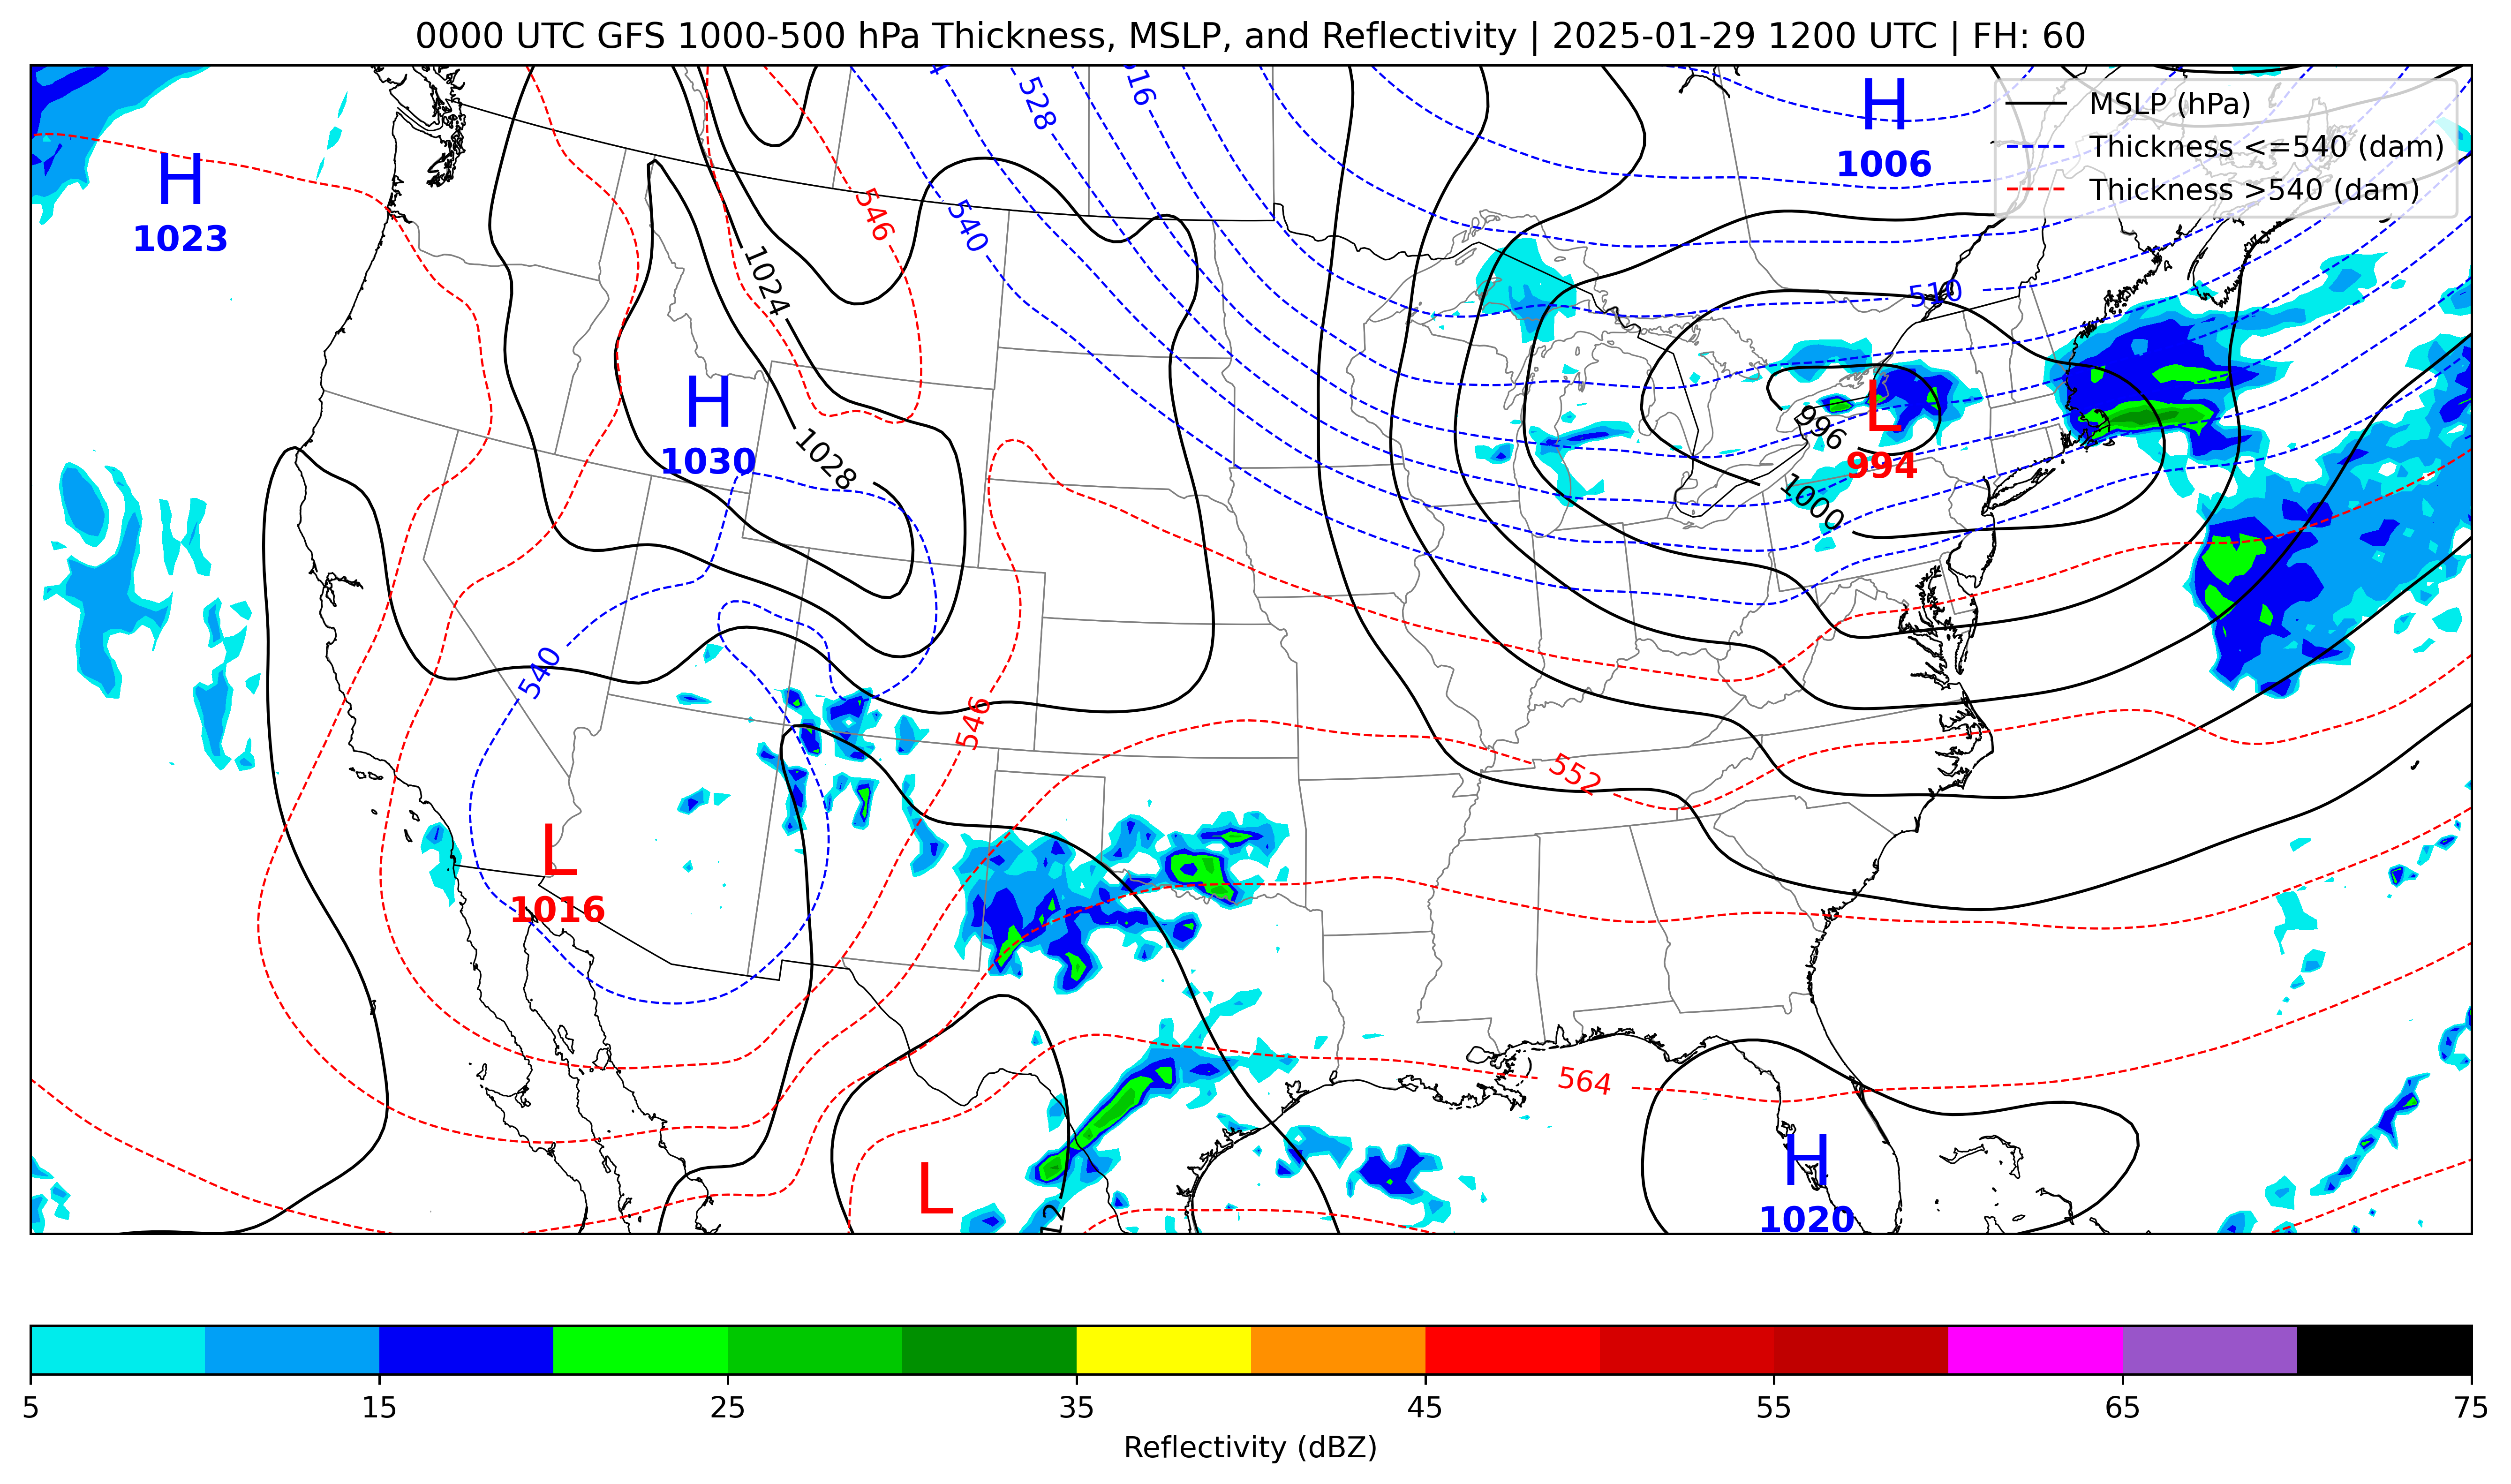 0000 UTC GFS 1000-500 hPa Thickness, MSLP, and Reflectivity | 2025-01-29 1200 UTC | FH: 60
MSLP (hPa)
Thickness <=540 (dam)
Thickness >540 (dam)
H
1023
H
1006
528
516
546
540
1024
510
H
1030
1028
L
994
996
1000
540
546
552
L
1016
564
L
H
1020
5 15 25 35 45 55 65 75
Reflectivity (dBZ)